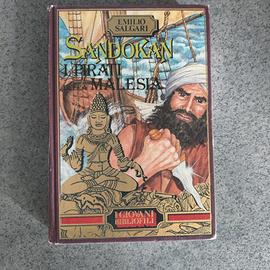 EMILIO SALGARI
SANDOKAN
I PIRATI
DELLA MALESIA
I GIOVANI
BIBLIOFILI